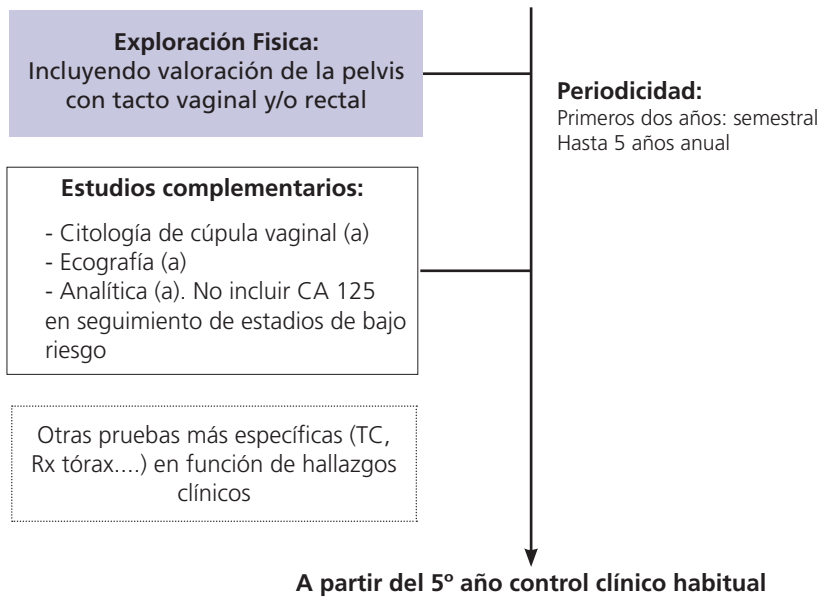 Exploración Fisica:
Incluyendo valoración de la pelvis
con tacto vaginal y/o rectal
Periodicidad:
Primeros dos años: semestral
Hasta 5 años anual
Estudios complementarios:
- Citología de cúpula vaginal (a)
- Ecografía (a)
- Analítica (a). No incluir CA 125
en seguimiento de estadios de bajo
riesgo
Otras pruebas más específicas (TC,
Rx tórax....) en función de hallazgos
clínicos
A partir del 5º año control clínico habitual